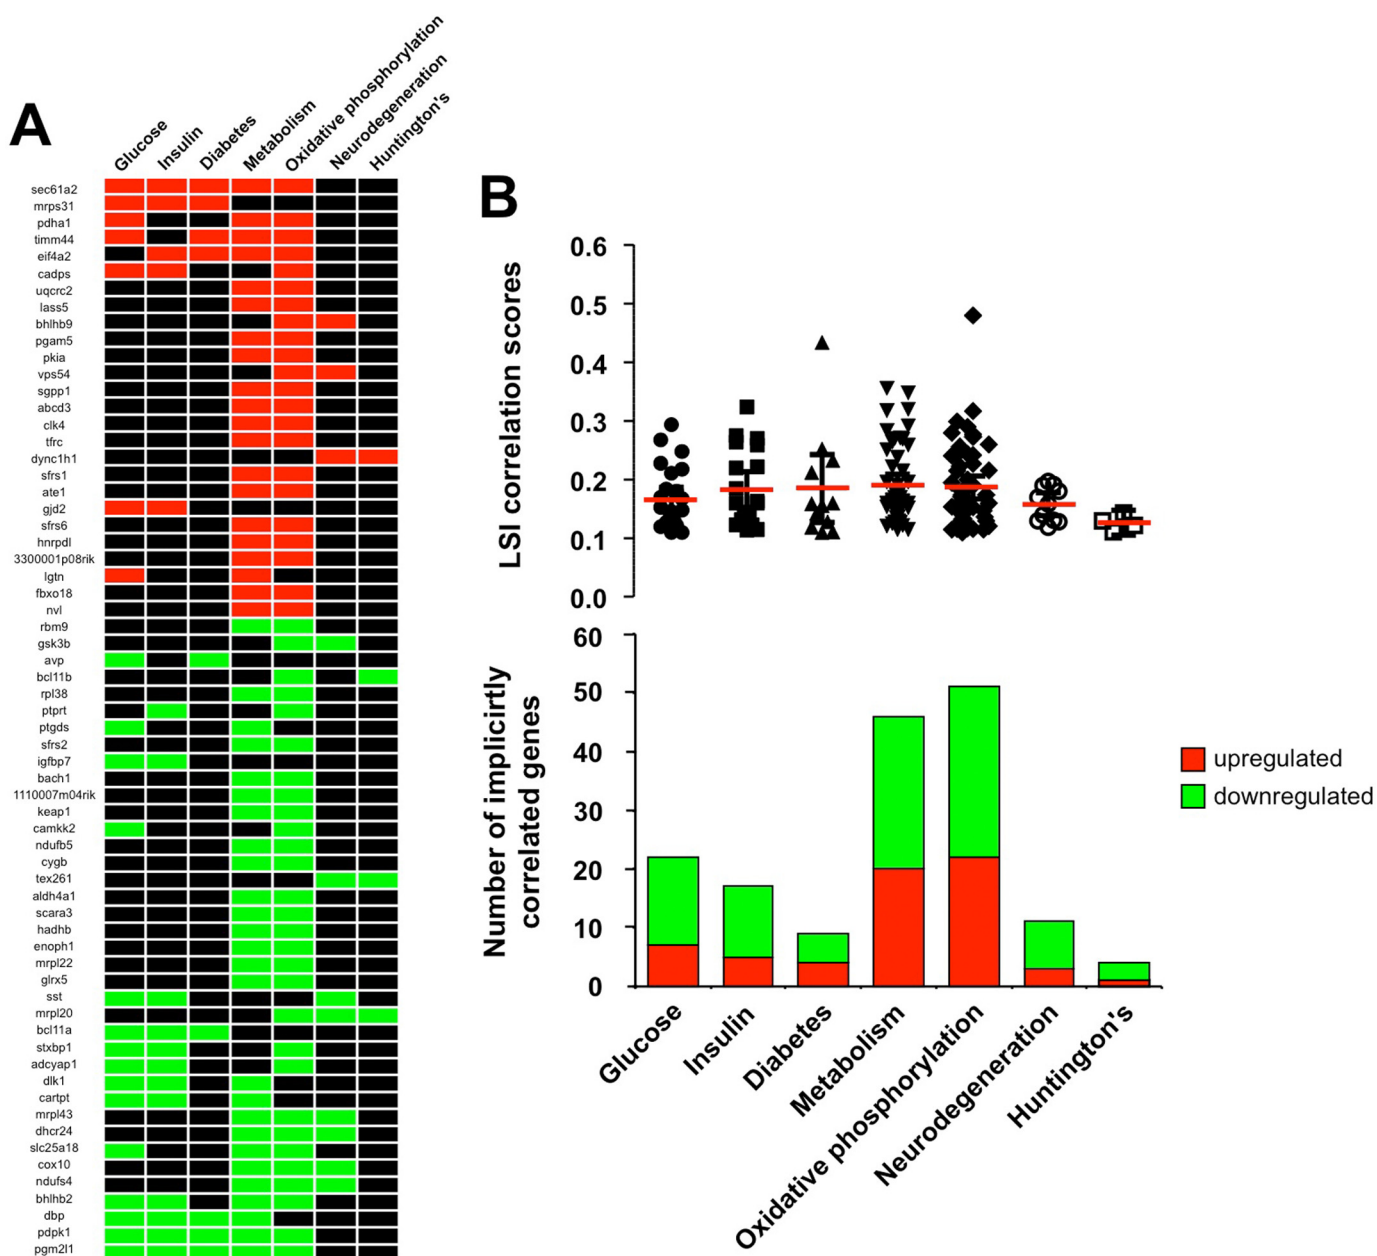 A
Glucose
Insulin
Diabetes
Metabolism
Oxidative phosphorylation
Neurodegeneration
Huntington's
sec61a2
mrps31
pdha1
timm44
eif4a2
cadps
uqcrc2
lass5
bhlhb9
pgam5
pkia
vps54
sgpp1
abcd3
clk4
tfrc
dync1h1
sfrs1
ate1
gjd2
sfrs6
hnrpdl
3300001p08rik
lgtn
fbxo18
nvl
rbm9
gsk3b
avp
bcl11b
rpl38
ptprt
ptgds
sfrs2
igfbp7
bach1
1110007m04rik
keap1
camkk2
ndufb5
cygb
tex261
aldh4a1
scara3
hadhb
enoph1
mrpl22
glrx5
sst
mrpl20
bcl11a
stxbp1
adcyap1
dlk1
cartpt
mrpl43
dhcr24
slc25a18
cox10
ndufs4
bhlhb2
dbp
pdpk1
pgm2l1
B
LSI correlation scores
0.6
0.5
0.4
0.3
0.2
0.1
0.0
Number of implicirtly
correlated genes
60
50
40
30
20
10
0
Glucose
Insulin
Diabetes
Metabolism
Oxidative phosphorylation
Neurodegeneration
Huntington's
upregulated
downregulated